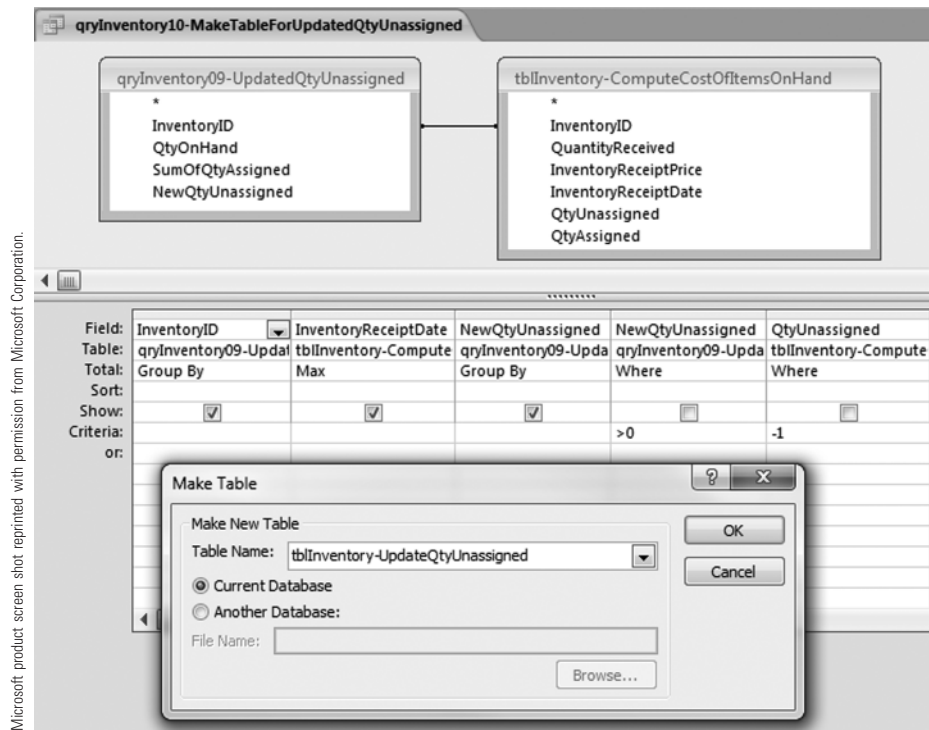 qryInventory10-MakeTableForUpdatedQtyUnassigned
qryInventory09-UpdatedQtyUnassigned
*
InventoryID
QtyOnHand
SumOfQtyAssigned
NewQtyUnassigned
tblInventory-ComputeCostOfItemsOnHand
*
InventoryID
QuantityReceived
InventoryReceiptPrice
InventoryReceiptDate
QtyUnassigned
QtyAssigned
Field: InventoryID InventoryReceiptDate NewQtyUnassigned NewQtyUnassigned QtyUnassigned
Table: qryInventory09-Updat tblInventory-Compute qryInventory09-Upda qryInventory09-Upda tblInventory-Compute
Total: Group By Max Group By Where Where
Sort:
Show:
Criteria: >0 -1
or:
Make Table
Make New Table
Table Name: tblInventory-UpdateQtyUnassigned
Current Database
Another Database:
File Name:
Browse...
OK
Cancel
Microsoft product screen shot reprinted with permission from Microsoft Corporation.